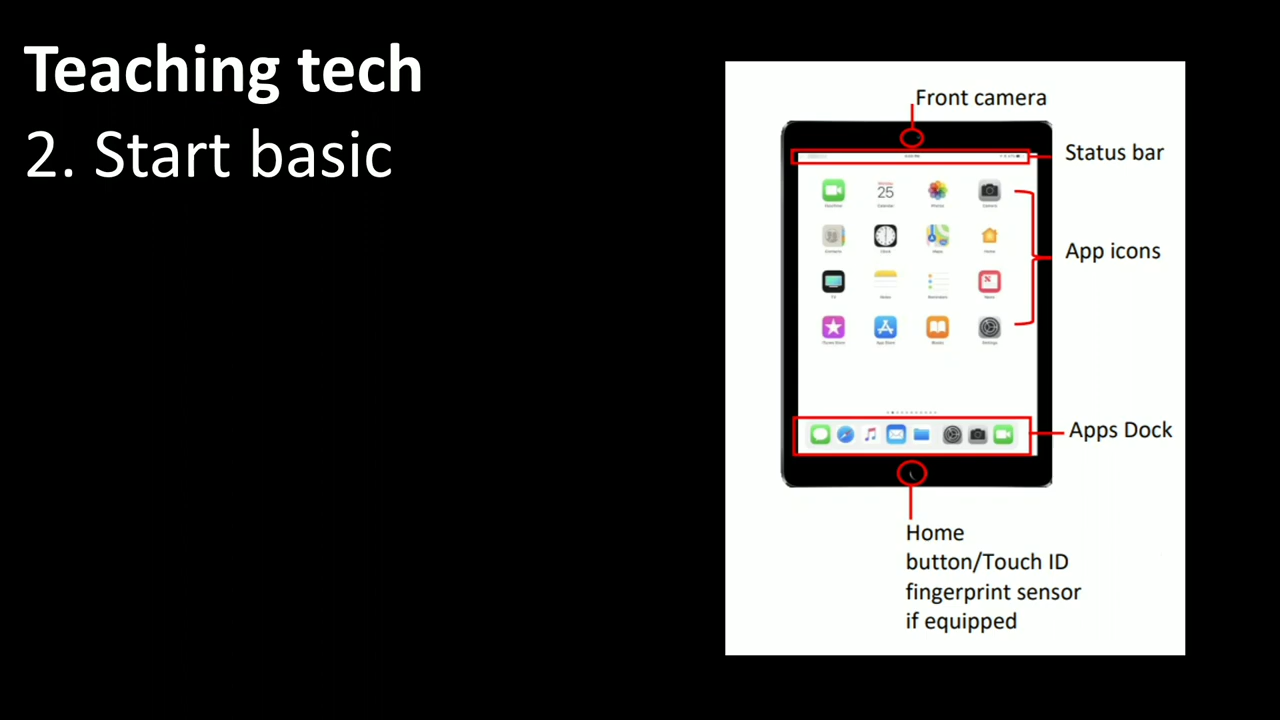 Teaching tech
2. Start basic
Front camera
Status bar
25
App icons
Apps Dock
Home
button/Touch ID
fingerprint sensor
if equipped